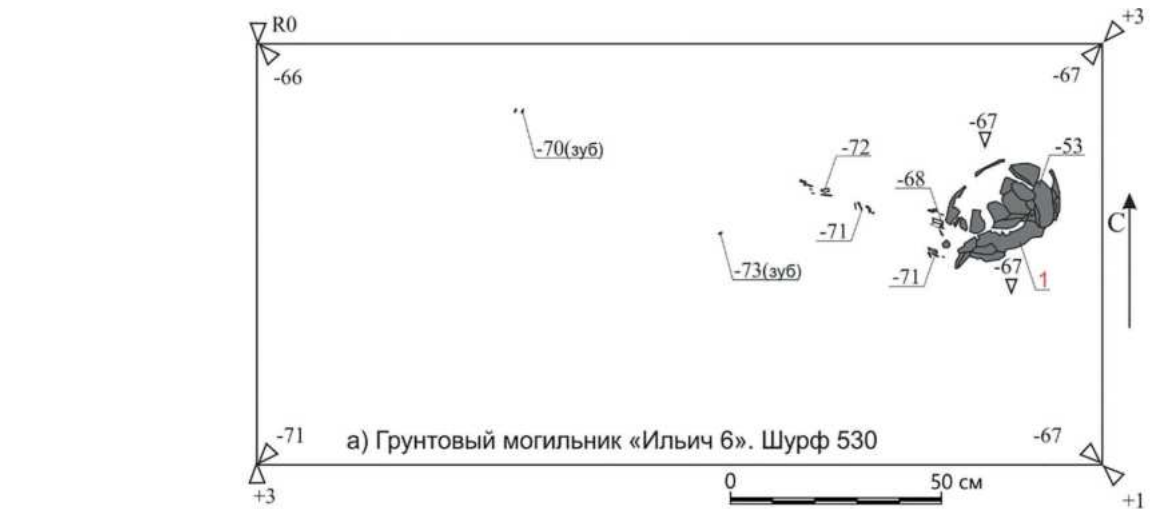 R0
+3
-66
-67
-67
-70(зуб)
-72
-53
-68
-71
С
-73(зуб)
-71
-67
1
-71
а) Грунтовый могильник «Ильич 6». Шурф 530
-67
+3
0
50 см
+1